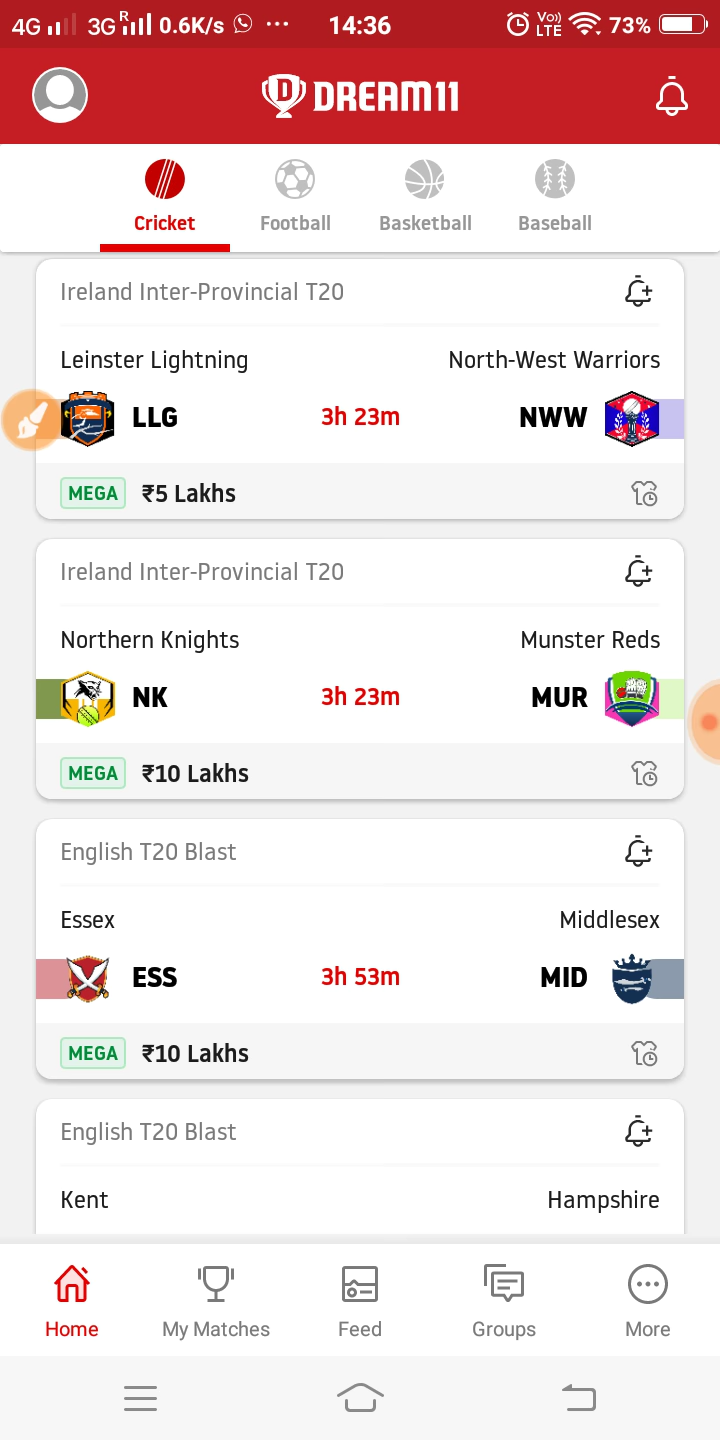 4G 3G R 0.6K/s ... 14:36 Vo)) LTE 73%
DREAM11
Cricket Football Basketball Baseball
Ireland Inter-Provincial T20
Leinster Lightning North-West Warriors
LLG 3h 23m NWW
MEGA ₹5 Lakhs
Ireland Inter-Provincial T20
Northern Knights Munster Reds
NK 3h 23m MUR
MEGA ₹10 Lakhs
English T20 Blast
Essex Middlesex
ESS 3h 53m MID
MEGA ₹10 Lakhs
English T20 Blast
Kent Hampshire
Home My Matches Feed Groups More